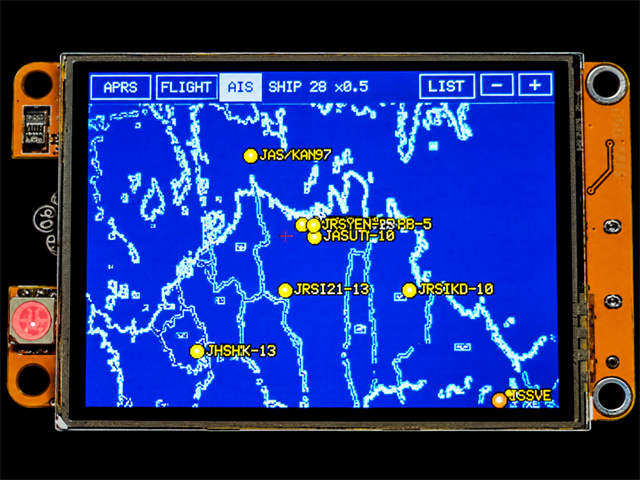 APRS FLIGHT AIS SHIP 28 x0.5 LIST - +
JAS/KAN97
JASUTI-10
JRSI21-13
JRSIKD-10
JHSHK-13